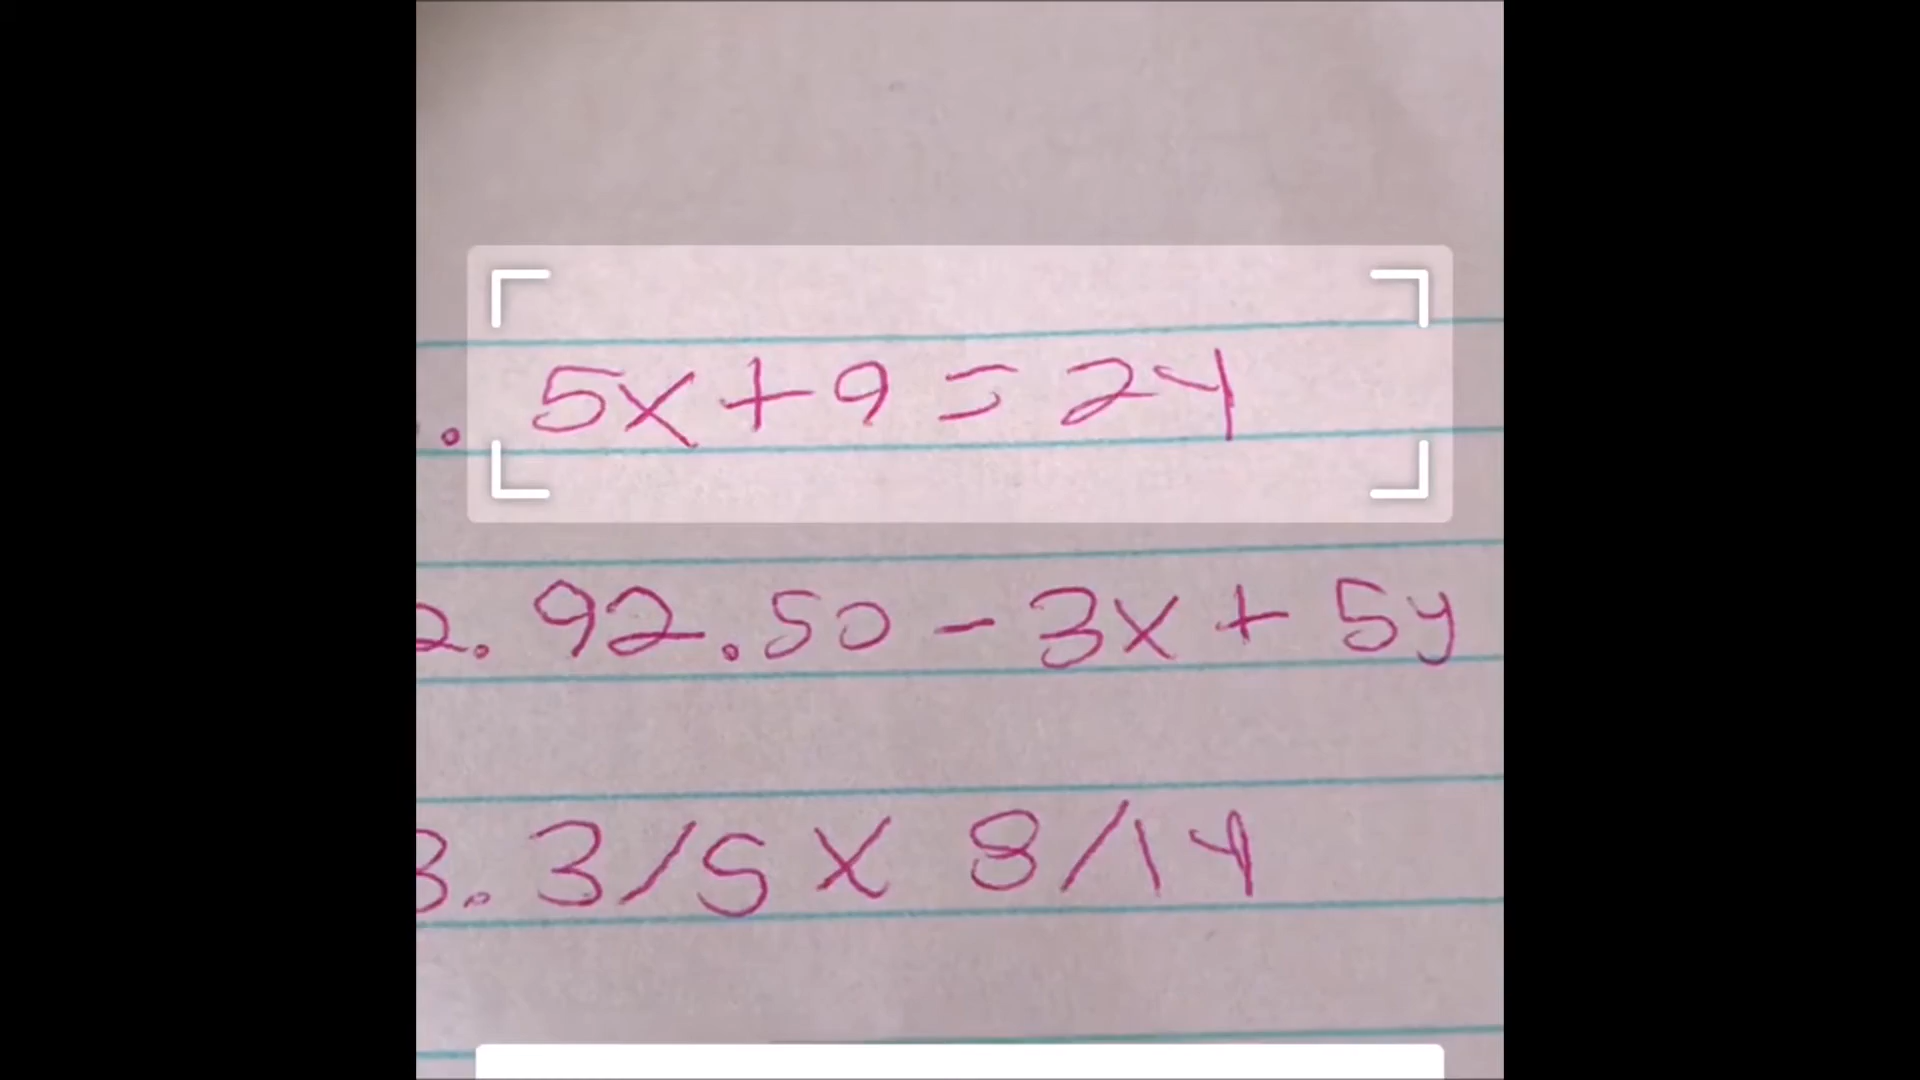 . 5x+9=24
2. 92.50-3x+5y
3. 3/5 X 8/14